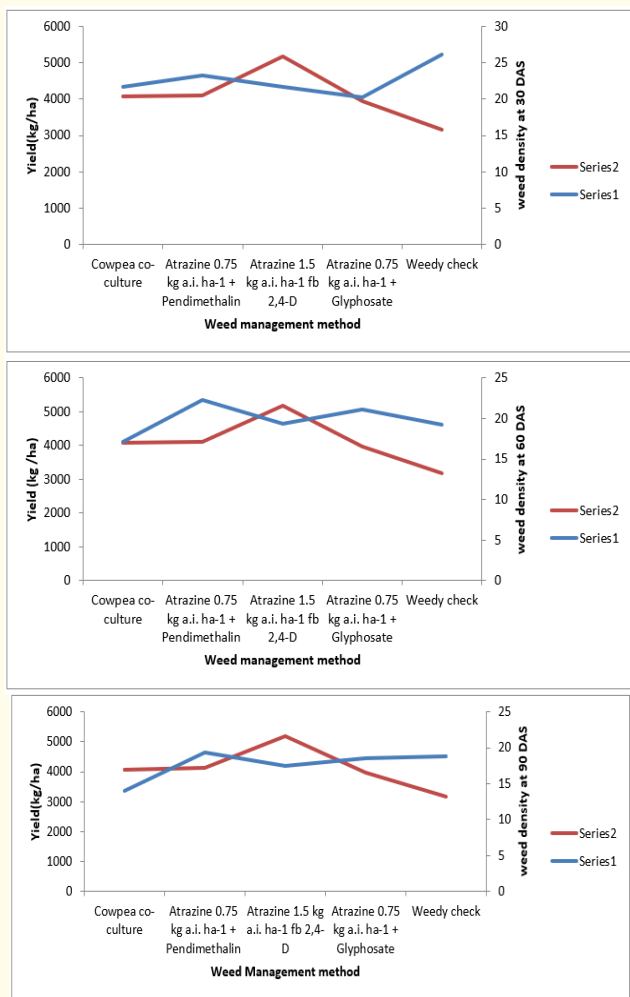 6000
5000
4000
3000
2000
1000
0
Yield(kg/ha)
30
25
20
15
10
5
0
weed density at 30 DAS
Series2
Series1
Cowpea co-
culture
Atrazine 0.75
kg a.i. ha-1 +
Pendimethalin
Atrazine 1.5
kg a.i. ha-1 fb
2,4-D
Atrazine 0.75
kg a.i. ha-1 +
Glyphosate
Weedy check
Weed management method
6000
5000
4000
3000
2000
1000
0
Yield (kg /ha)
25
20
15
10
5
0
weed density at 60 DAS
Series2
Series1
Cowpea co-
culture
Atrazine 0.75
kg a.i. ha-1 +
Pendimethalin
Atrazine 1.5
kg a.i. ha-1 fb
2,4-D
Atrazine 0.75
kg a.i. ha-1 +
Glyphosate
Weedy check
Weed management method
6000
5000
4000
3000
2000
1000
0
Yield(kg/ha)
25
20
15
10
5
0
weed density at 90 DAS
Series2
Series1
Cowpea co-
culture
Atrazine 0.75
kg a.i. ha-1 +
Pendimethalin
Atrazine 1.5 kg
a.i. ha-1 fb 2,4-
D
Atrazine 0.75
kg a.i. ha-1 +
Glyphosate
Weedy check
Weed Management method